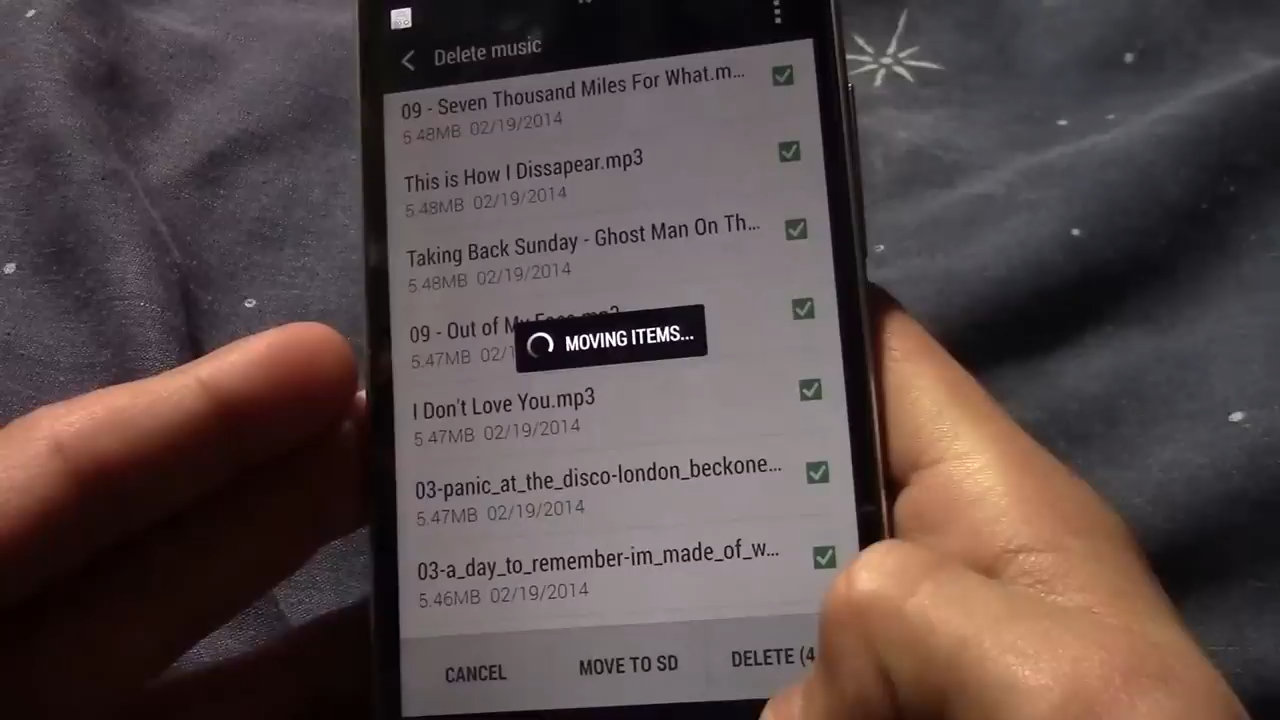 Delete music
09 - Seven Thousand Miles For What.m...
5.48MB 02/19/2014
This is How I Dissapear.mp3
5.48MB 02/19/2014
Taking Back Sunday - Ghost Man On Th...
5.48MB 02/19/2014
09 - Out of My Face.mp3
5.47MB 02/1
MOVING ITEMS...
I Don't Love You.mp3
5.47MB 02/19/2014
03-panic_at_the_disco-london_beckone...
5.47MB 02/19/2014
03-a_day_to_remember-im_made_of_w...
5.46MB 02/19/2014
CANCEL
MOVE TO SD
DELETE (4